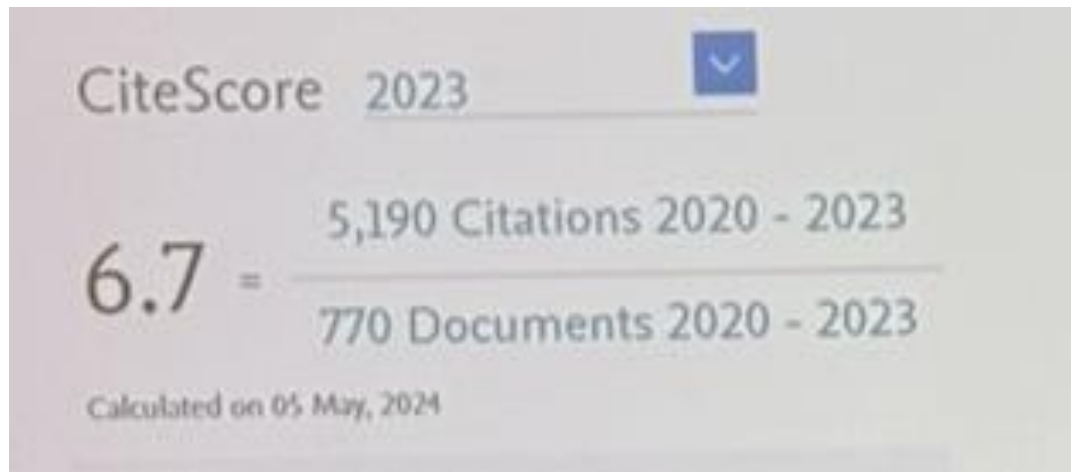 CiteScore 2023
5,190 Citations 2020 - 2023
6.7 =
770 Documents 2020 - 2023
Calculated on 05 May, 2024